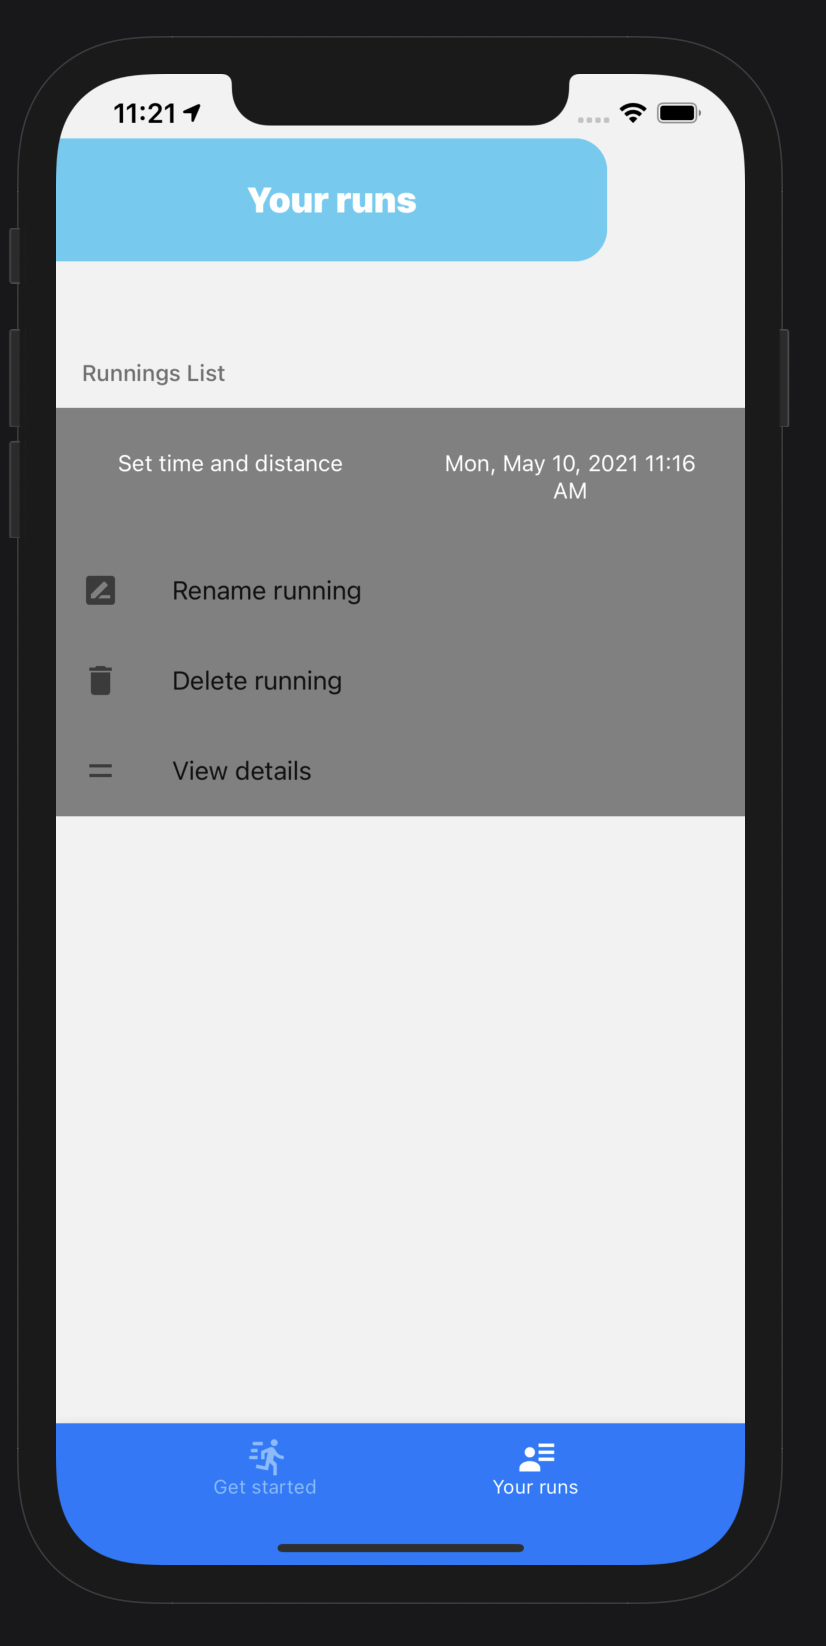 11:21
Your runs
Runnings List
Set time and distance
Mon, May 10, 2021 11:16
AM
Rename running
Delete running
View details
Get started
Your runs